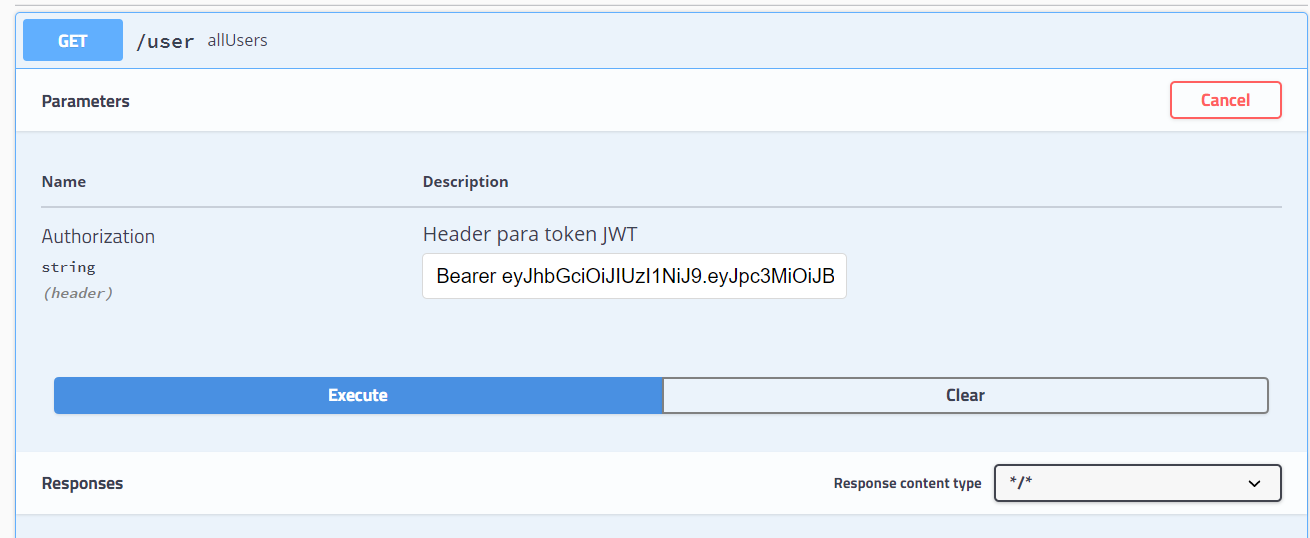 GET /user allUsers
Parameters Cancel
Name Description
Authorization Header para token JWT
string Bearer eyJhbGciOiJIUzI1NiJ9.eyJpc3MiOiJB
(header)
Execute Clear
Responses Response content type */*